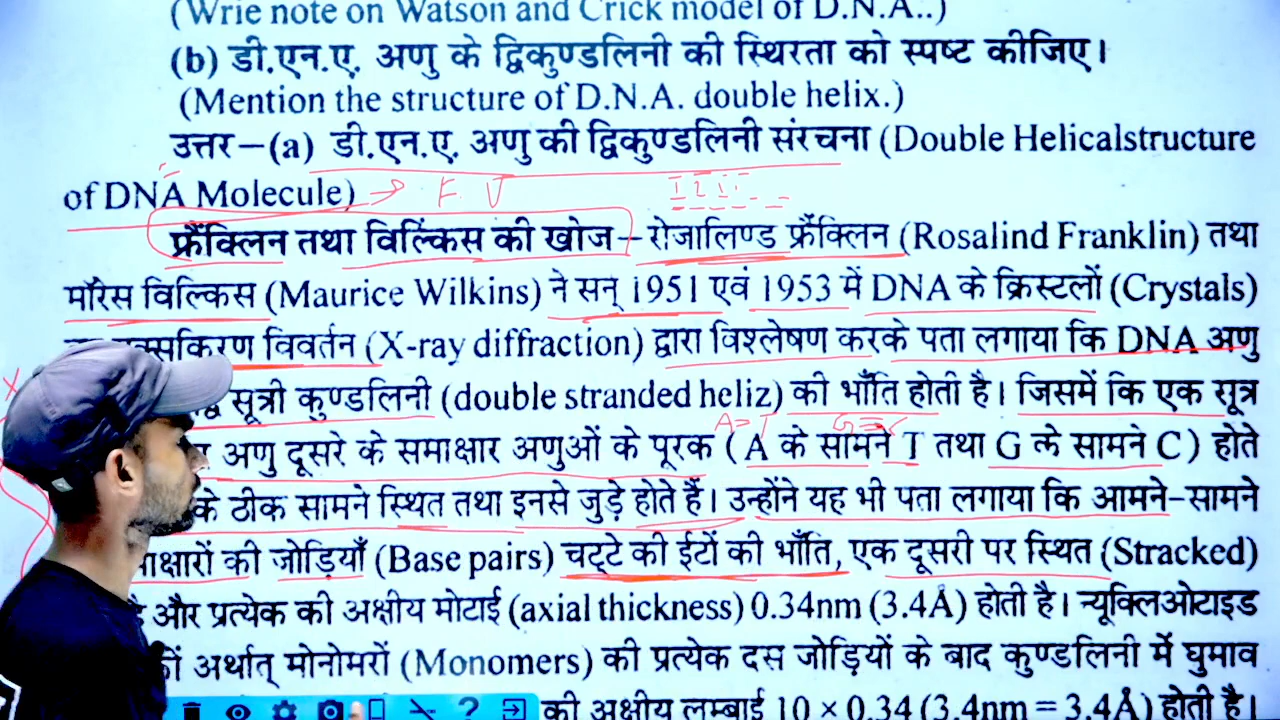 (Wrie note on Watson and Crick model of D.N.A..)
(b) डी.एन.ए. अणु के द्विकुण्डलिनी की स्थिरता को स्पष्ट कीजिए।
(Mention the structure of D.N.A. double helix.)
उत्तर–(a) डी.एन.ए. अणु की द्विकुण्डलिनी संरचना (Double Helicalstructure
of DNA Molecule) → F V
फ्रैंक्लिन तथा विल्किंस की खोज–रोजालिण्ड फ्रैंक्लिन (Rosalind Franklin) तथा
मॉरिस विल्किस (Maurice Wilkins) ने सन् 1951 एवं 1953 में DNA के क्रिस्टलों (Crystals)
विवर्तन (X-ray diffraction) द्वारा विश्लेषण करके पता लगाया कि DNA अणु
सूत्री कुण्डलिनी (double stranded heliz) की भाँति होती है। जिसमें कि एक सूत्र
A=T
अणु दूसरे के समाक्षार अणुओं के पूरक (A के सामने T तथा G त्ले सामने C) होते
के ठीक सामने स्थित तथा इनसे जुड़े होते हैं। उन्होंने यह भी पता लगाया कि आमने-सामने
की जोड़ियाँ (Base pairs) चट्टे की ईटों की भाँति, एक दूसरी पर स्थित (Stracked)
और प्रत्येक की अक्षीय मोटाई (axial thickness) 0.34nm (3.4Å) होती है। न्यूक्लिओटाइड
अर्थात् मोनोमरों (Monomers) की प्रत्येक दस जोड़ियों के बाद कुण्डलिनी में घुमाव
की अक्षीय लम्बाई 10 × 0.34 (3.4nm = 3.4Å) होती है।